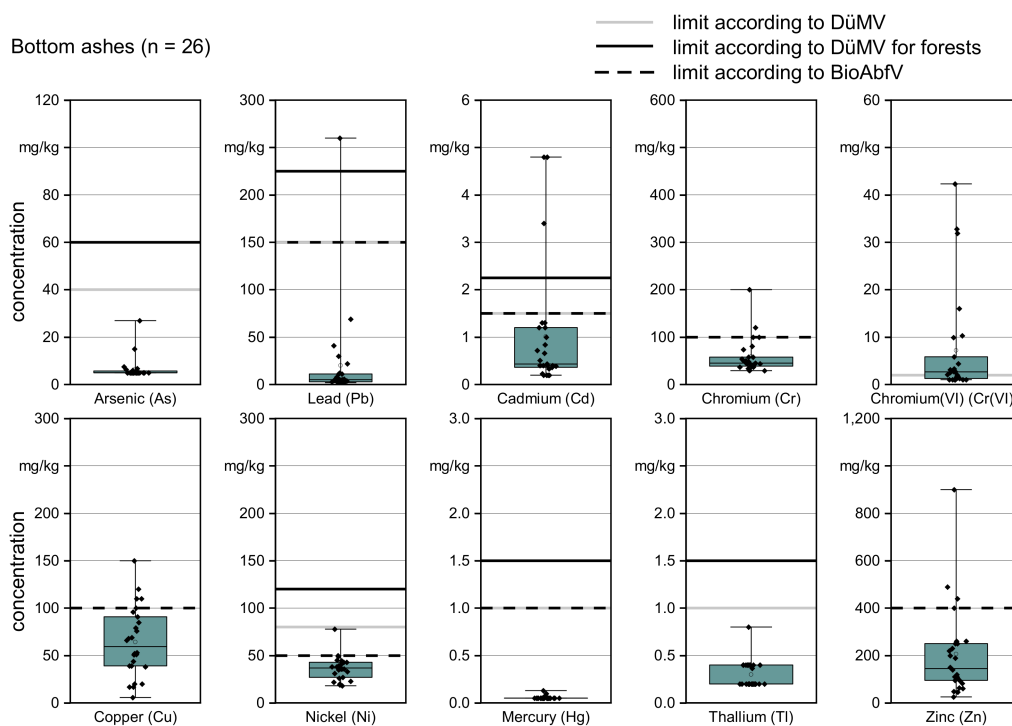 Bottom ashes (n = 26)
limit according to DüMV
limit according to DüMV for forests
limit according to BioAbfV
concentration
120
mg/kg
80
60
40
20
0
Arsenic (As)
300
mg/kg
200
150
100
50
0
Lead (Pb)
6
mg/kg
4
3
2
1
0
Cadmium (Cd)
600
mg/kg
400
300
200
100
0
Chromium (Cr)
60
mg/kg
40
30
20
10
0
Chromium(VI) (Cr(VI)
concentration
300
mg/kg
200
150
100
50
0
Copper (Cu)
300
mg/kg
200
150
100
50
0
Nickel (Ni)
3.0
mg/kg
2.0
1.5
1.0
0.5
0.0
Mercury (Hg)
3.0
mg/kg
2.0
1.5
1.0
0.5
0.0
Thallium (Tl)
1,200
mg/kg
800
600
400
200
0
Zinc (Zn)